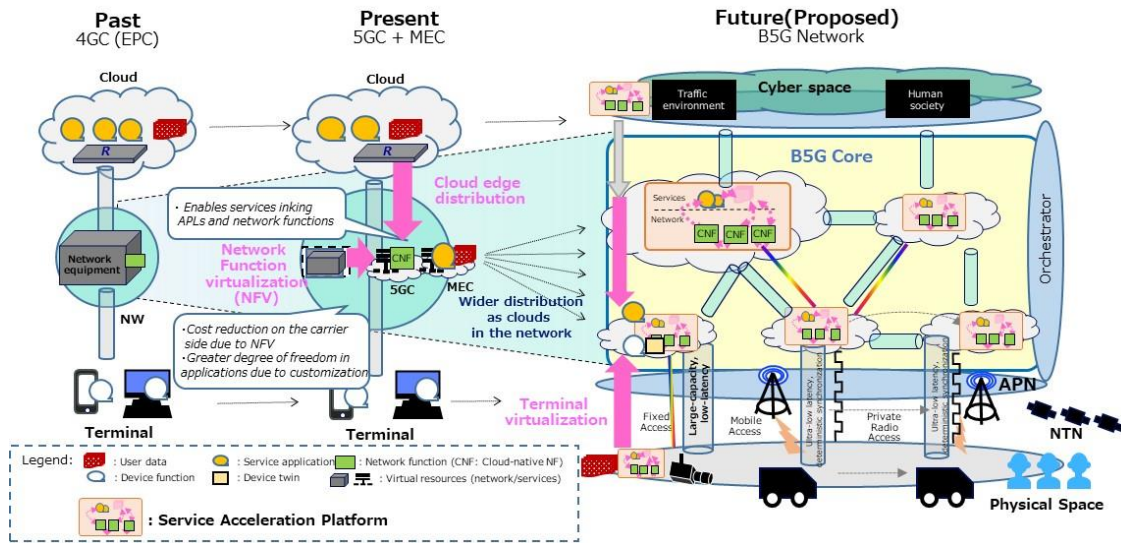 Past
4GC (EPC)
Present
5GC + MEC
Future(Proposed)
B5G Network
Cloud
R
Network
equipment
NW
Terminal
Cloud
R
Cloud edge
distribution
· Enables services inking
APLs and network functions
Network
Function
virtualization
(NFV)
CNF
5GC
MEC
Wider distribution
as clouds
in the network
· Cost reduction on the carrier
side due to NFV
·Greater degree of freedom in
applications due to customization
Terminal
Terminal
virtualization
Traffic
environment
Cyber space
Human
society
B5G Core
Services
Network
CNF
CNF
CNF
Orchestrator
Fixed
Access
Large-capacity,
low-latency
Mobile
Access
Ultra-low latency,
deterministic synchronization
Private
Radio
Access
Ultra-low latency,
deterministic synchronization
APN
NTN
Physical Space
Legend:
: User data
: Service application
: Network function (CNF: Cloud-native NF)
: Device function
: Device twin
: Virtual resources (network/services)
: Service Acceleration Platform